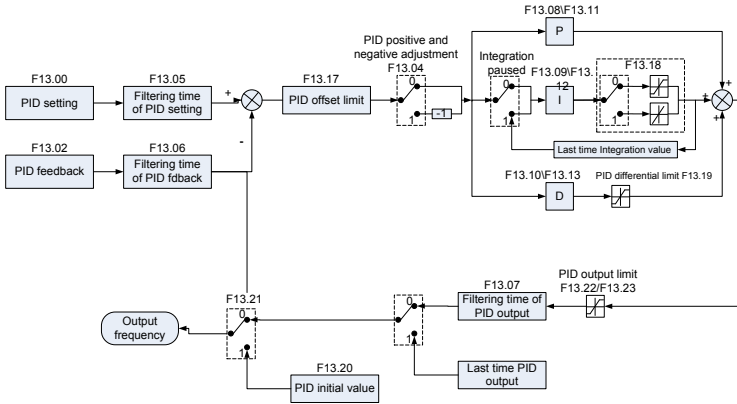 F13.08\F13.11
P
PID positive and
negative adjustment
F13.04
Integration
paused
F13.18
F13.00
F13.05
F13.17
F13.09\F13.
12
PID setting
Filtering time
of PID setting
+
PID offset limit
0
1
-1
0
1
I
0
1
+
+
+
-
F13.02
F13.06
PID feedback
Filtering time
of PID fdback
Last time Integration value
F13.10\F13.13
PID differential limit F13.19
D
F13.07
PID output limit
F13.22/F13.23
F13.21
0
1
0
1
Filtering time of
PID output
Output
frequency
Last time PID
output
F13.20
PID initial value